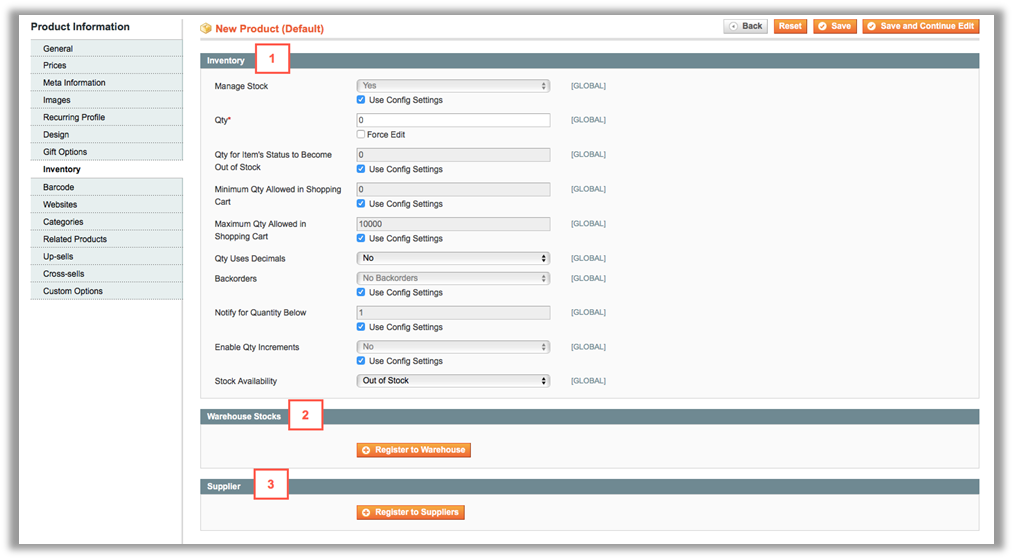 Product Information
General
Prices
Meta Information
Images
Recurring Profile
Design
Gift Options
Inventory
Barcode
Websites
Categories
Related Products
Up-sells
Cross-sells
Custom Options
New Product (Default)
Back Reset Save Save and Continue Edit
Inventory 1
Manage Stock Yes [GLOBAL]
Use Config Settings
Qty* 0 [GLOBAL]
Force Edit
Qty for Item's Status to Become 0 [GLOBAL]
Out of Stock Use Config Settings
Minimum Qty Allowed in Shopping 0 [GLOBAL]
Cart Use Config Settings
Maximum Qty Allowed in 10000 [GLOBAL]
Shopping Cart Use Config Settings
Qty Uses Decimals No [GLOBAL]
Backorders No Backorders [GLOBAL]
Use Config Settings
Notify for Quantity Below 1 [GLOBAL]
Use Config Settings
Enable Qty Increments No [GLOBAL]
Use Config Settings
Stock Availability Out of Stock [GLOBAL]
Warehouse Stocks 2
Register to Warehouse
Supplier 3
Register to Suppliers